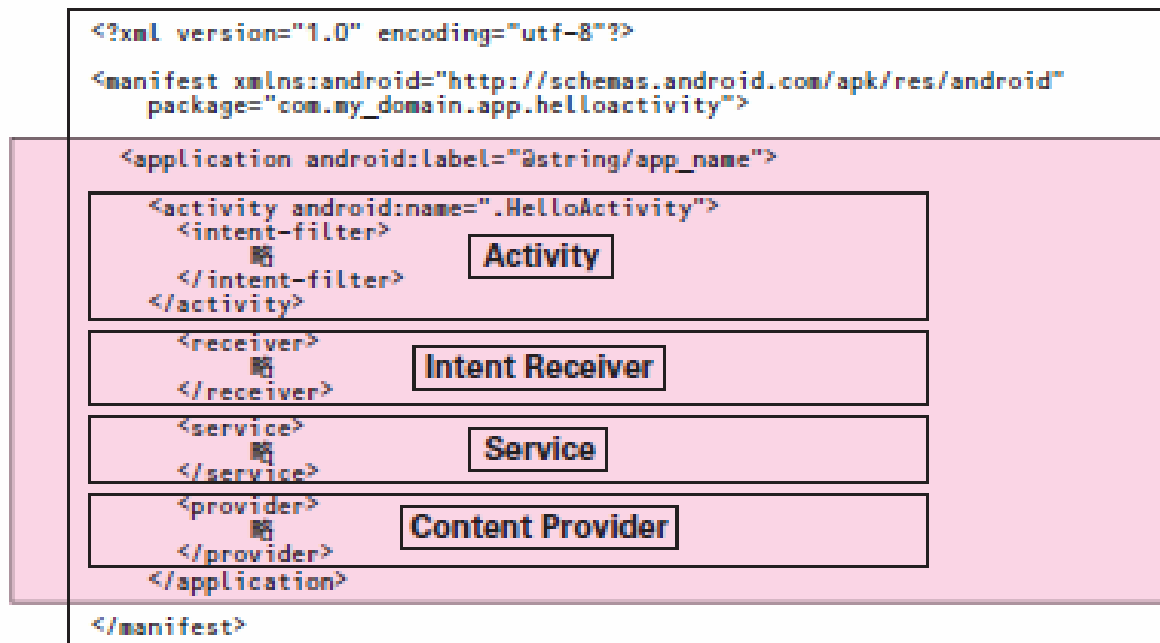 <?xml version="1.0" encoding="utf-8"?>
<manifest xmlns:android="http://schemas.android.com/apk/res/android"
package="com.my_domain.app.helloactivity">
<application android:label="@string/app_name">
<activity android:name=".HelloActivity">
<intent-filter>
略
Activity
</intent-filter>
</activity>
<receiver>
略
Intent Receiver
</receiver>
<service>
略
Service
</service>
<provider>
略
Content Provider
</provider>
</application>
</manifest>